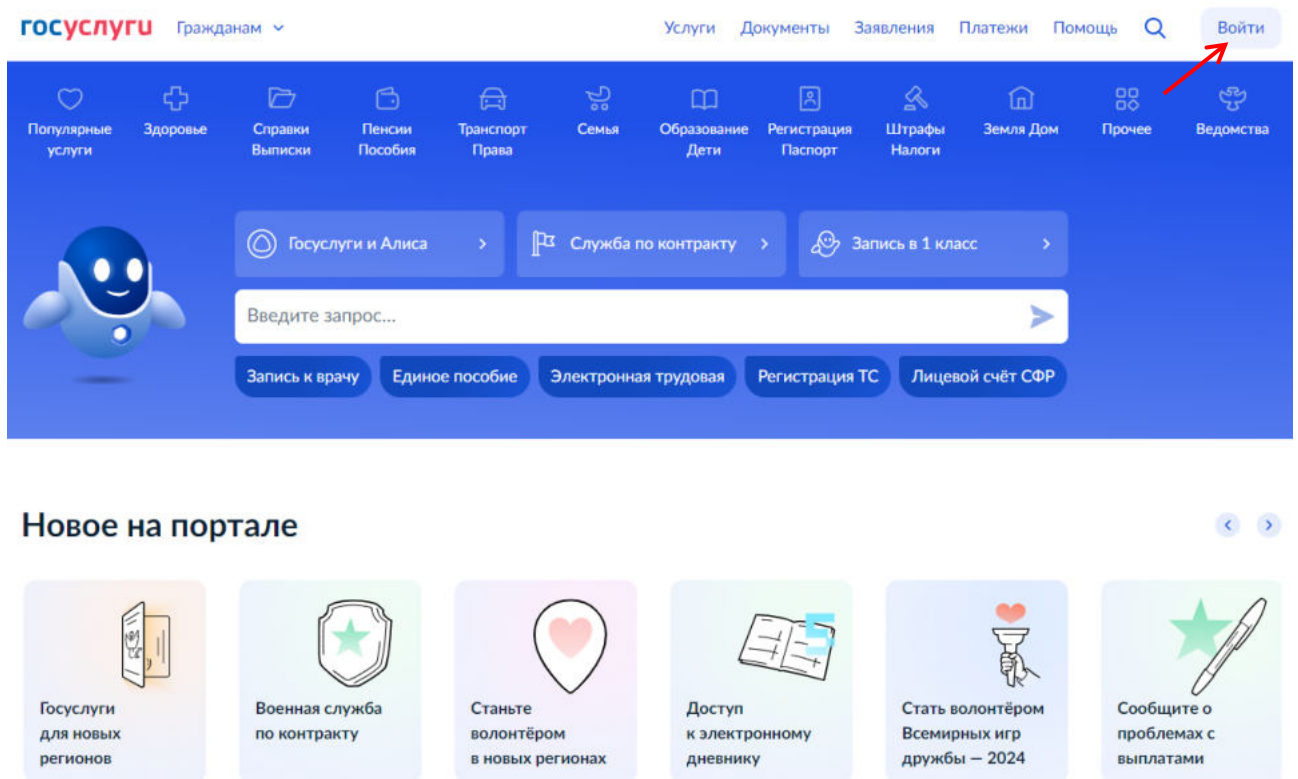 госуслуги Гражданам Услуги Документы Заявления Платежи Помощь Войти
Популярные услуги
Здоровье
Справки Выписки
Пенсии Пособия
Транспорт Права
Семья
Образование Дети
Регистрация Паспорт
Штрафы Налоги
Земля Дом
Прочее
Ведомства
Госуслуги и Алиса
Служба по контракту
Запись в 1 класс
Введите запрос...
Запись к врачу
Единое пособие
Электронная трудовая
Регистрация ТС
Лицевой счёт СФР
Новое на портале
Госуслуги
для новых
регионов
Военная служба
по контракту
Станьте
волонтёром
в новых регионах
5
Доступ
к электронному
дневнику
Стать волонтёром
Всемирных игр
дружбы — 2024
Сообщите о
проблемах с
выплатами